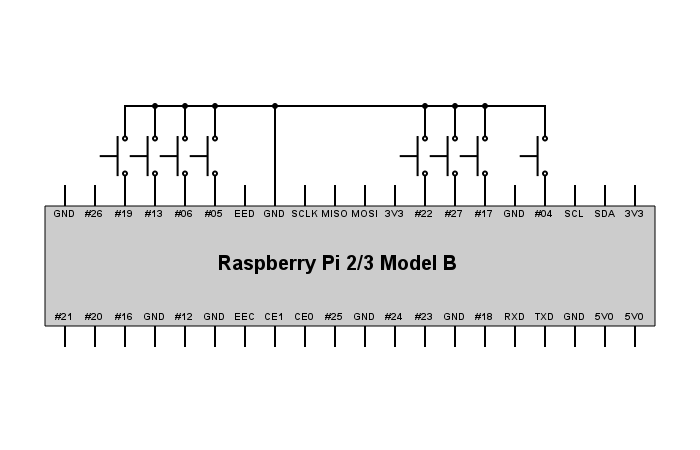 GND #26 #19 #13 #06 #05 EED GND SCLK MISO MOSI 3V3 #22 #27 #17 GND #04 SCL SDA 3V3
Raspberry Pi 2/3 Model B
#21 #20 #16 GND #12 GND EEC CE1 CE0 #25 GND #24 #23 GND #18 RXD TXD GND 5V0 5V0